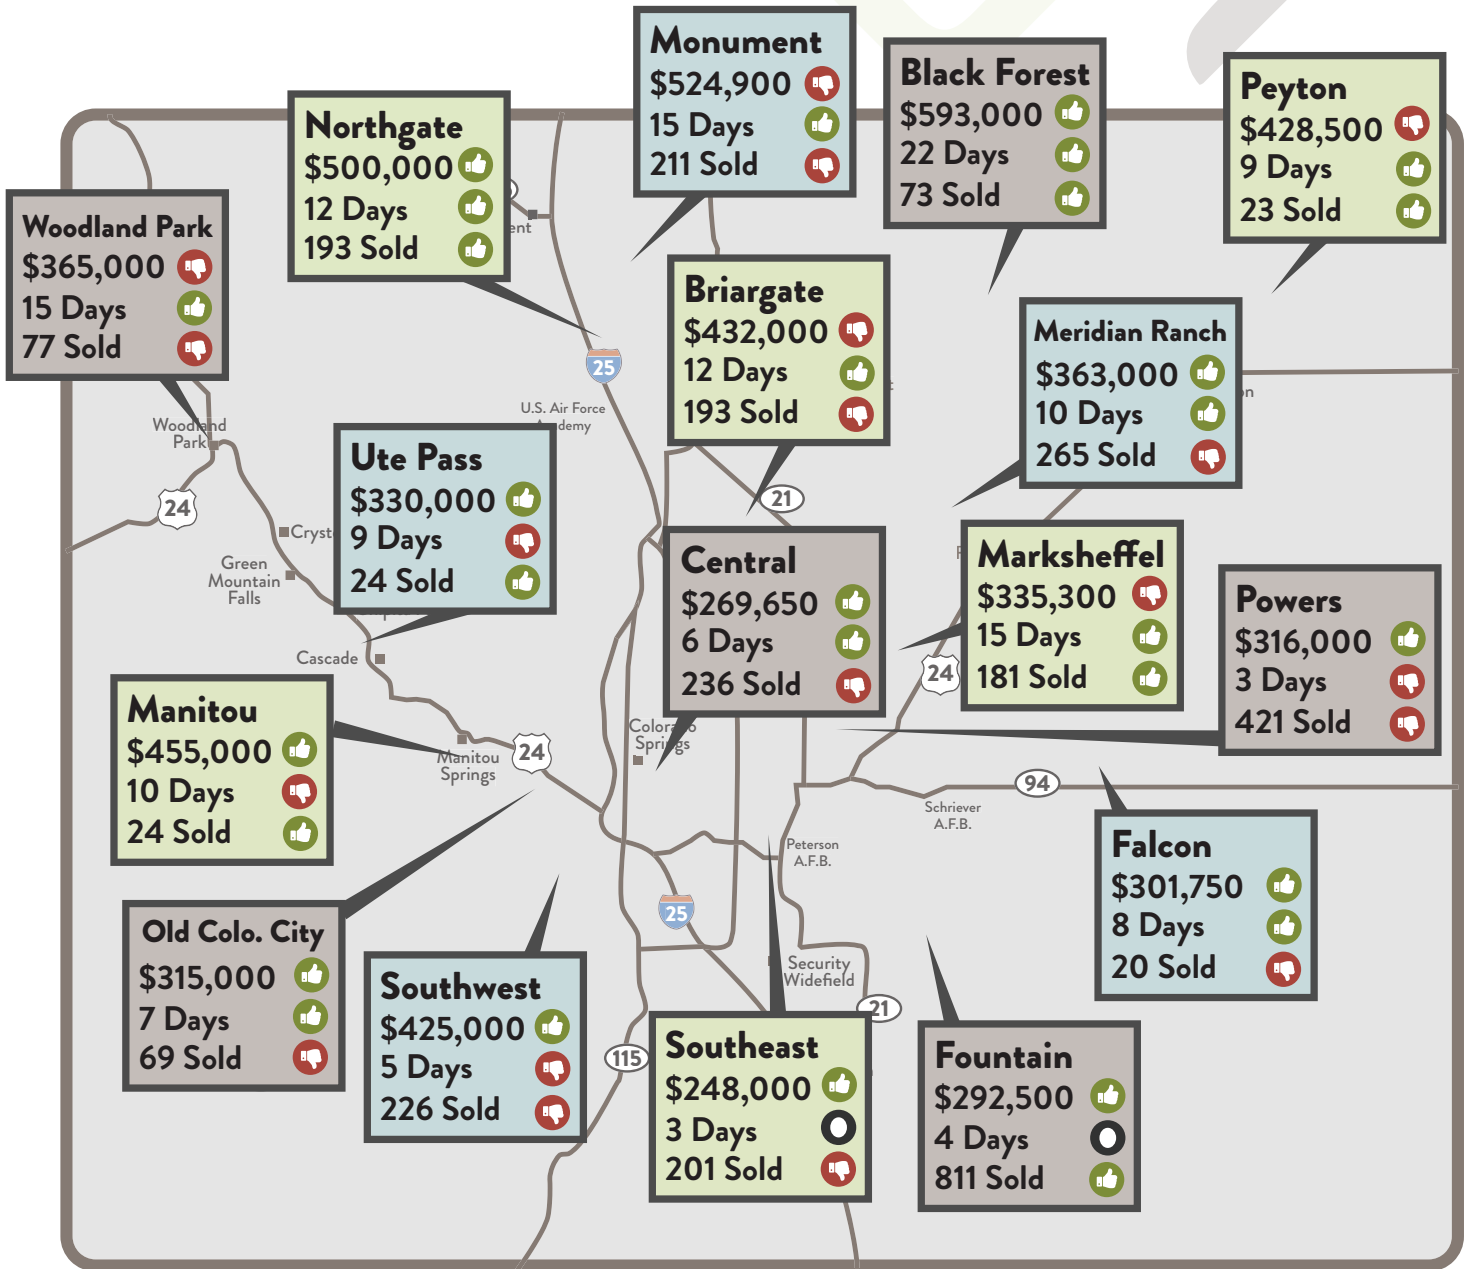 Monument
$524,900
15 Days
211 Sold
Black Forest
$593,000
22 Days
73 Sold
Peyton
$428,500
9 Days
23 Sold
Northgate
$500,000
12 Days
193 Sold
Woodland Park
$365,000
15 Days
77 Sold
Briargate
$432,000
12 Days
193 Sold
Meridian Ranch
$363,000
10 Days
265 Sold
25
U.S. Air Force
Woodland
Park
24
Ute Pass
$330,000
9 Days
24 Sold
21
Green
Mountain
Falls
Central
$269,650
6 Days
236 Sold
Marksheffel
$335,300
15 Days
181 Sold
24
Powers
$316,000
3 Days
421 Sold
Cascade
Manitou
$455,000
10 Days
24 Sold
Manitou
Springs
24
Colorado
Springs
94
Schriever
A.F.B.
Peterson
A.F.B.
Falcon
$301,750
8 Days
20 Sold
Old Colo. City
$315,000
7 Days
69 Sold
25
Southwest
$425,000
5 Days
226 Sold
Security
Widefield
21
115
Southeast
$248,000
3 Days
201 Sold
Fountain
$292,500
4 Days
811 Sold